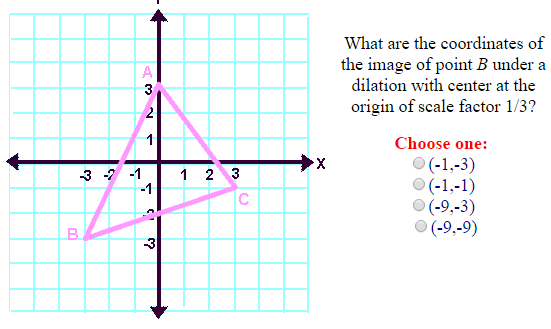 A
3
2
1
X
-3 -2 -1 1 2 3
-1
C
-2
B
-3
What are the coordinates of
the image of point B under a
dilation with center at the
origin of scale factor 1/3?
Choose one:
(-1,-3)
(-1,-1)
(-9,-3)
(-9,-9)